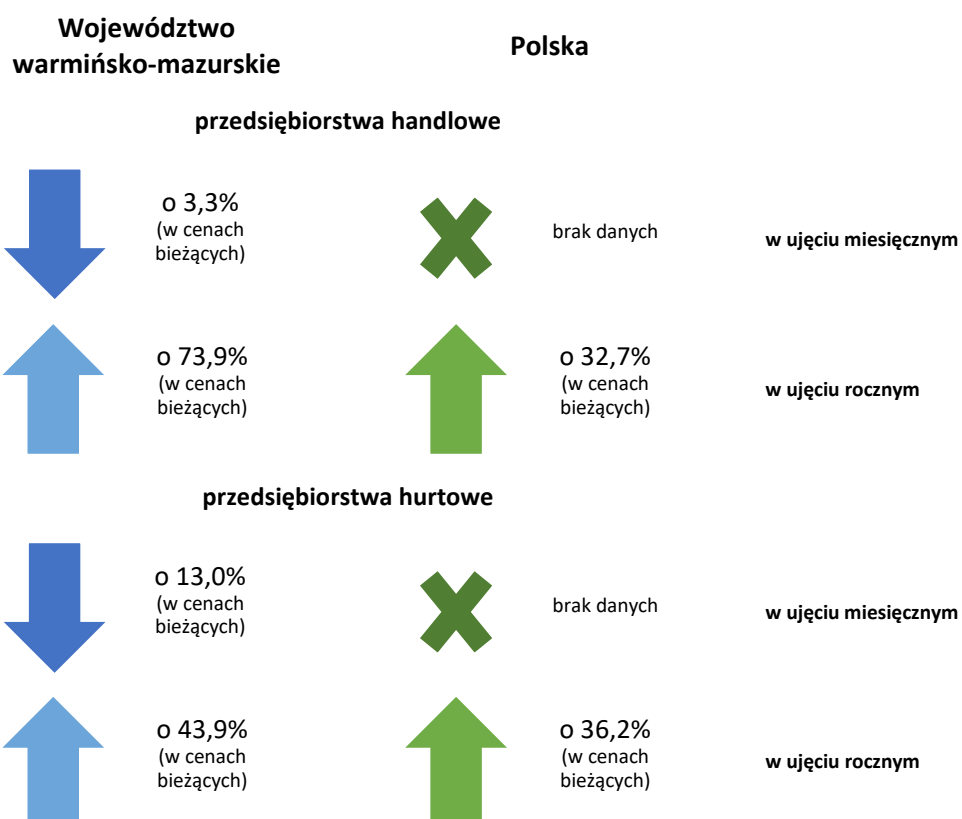 Województwo
warmińsko-mazurskie
Polska
przedsiębiorstwa handlowe
o 3,3%
(w cenach
bieżących)
brak danych
w ujęciu miesięcznym
o 73,9%
(w cenach
bieżących)
o 32,7%
(w cenach
bieżących)
w ujęciu rocznym
przedsiębiorstwa hurtowe
o 13,0%
(w cenach
bieżących)
brak danych
w ujęciu miesięcznym
o 43,9%
(w cenach
bieżących)
o 36,2%
(w cenach
bieżących)
w ujęciu rocznym